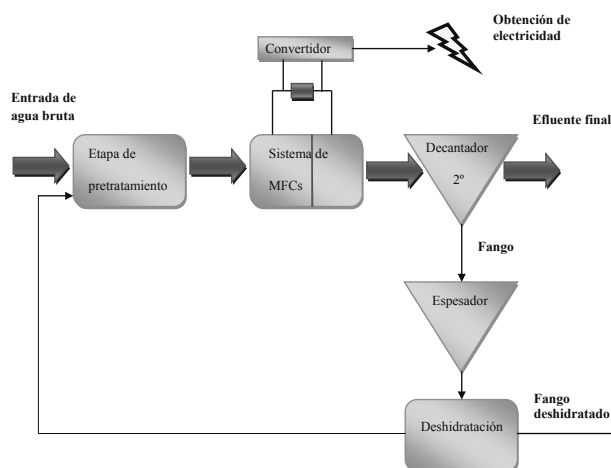 Obtención de
electricidad
Convertidor
Entrada de
agua bruta
Efluente final
Etapa de
pretratamiento
Sistema de
MFCs
Decantador
2º
Fango
Espesador
Fango
deshidratado
Deshidratación